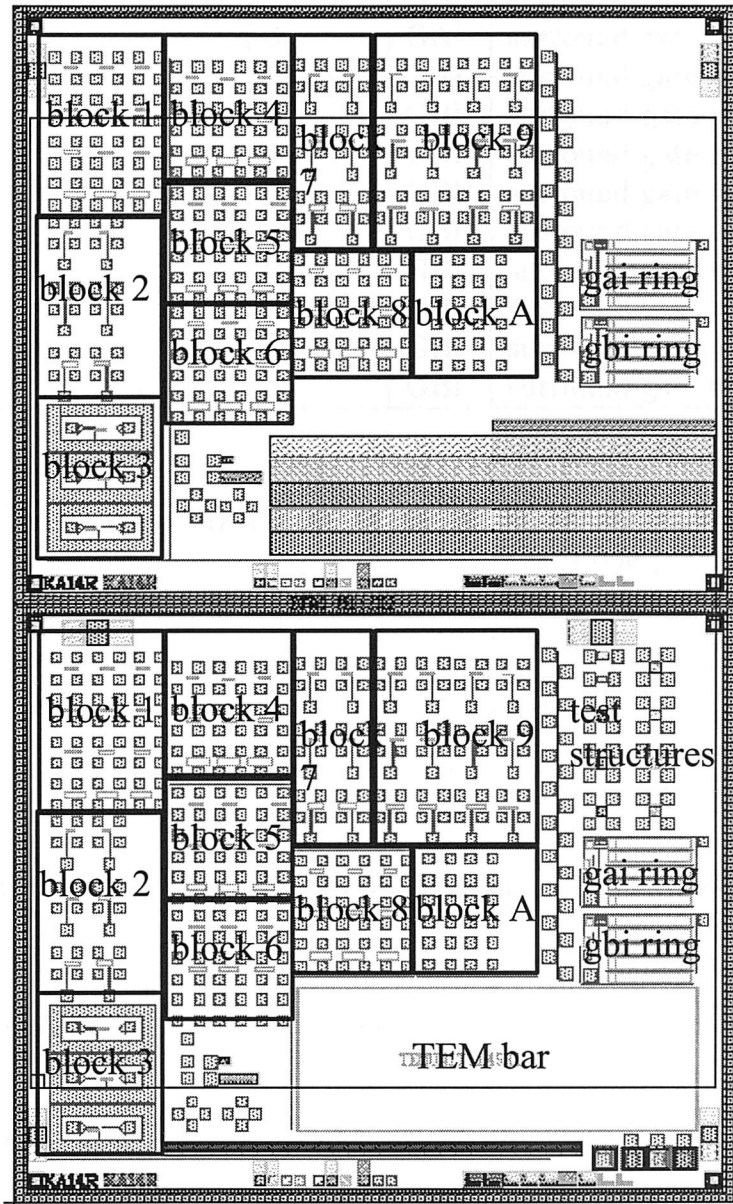 block 1
block 4
block 7
block 9
block 2
block 5
block 6
block 8
block A
gai ring
gbi ring
block 3
KA14R
block 1
block 4
block 7
block 9
test structures
block 2
block 5
block 6
block 8
block A
gai ring
gbi ring
block 3
TEM bar
KA14R